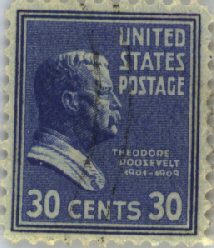 UNITED
STATES
POSTAGE
THEODORE
ROOSEVELT
1901-1909
30 CENTS 30